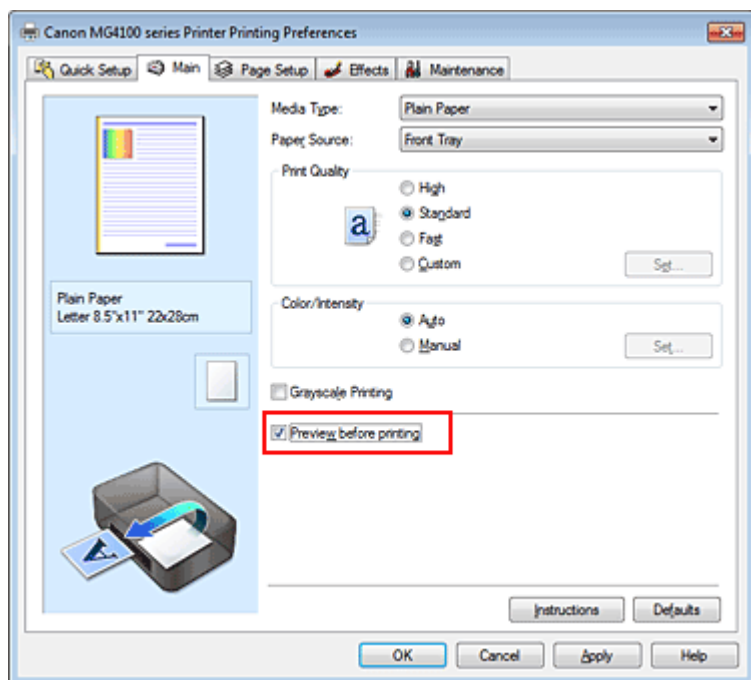 Canon MG4100 series Printer Printing Preferences
Quick Setup Main Page Setup Effects Maintenance
Media Type: Plain Paper
Paper Source: Front Tray
Print Quality
High
a
Standard
Fast
Custom Set...
Plain Paper
Letter 8.5"x11" 22x28cm
Color/Intensity
Auto
Manual Set...
Grayscale Printing
Preview before printing
A
Instructions Defaults
OK Cancel Apply Help